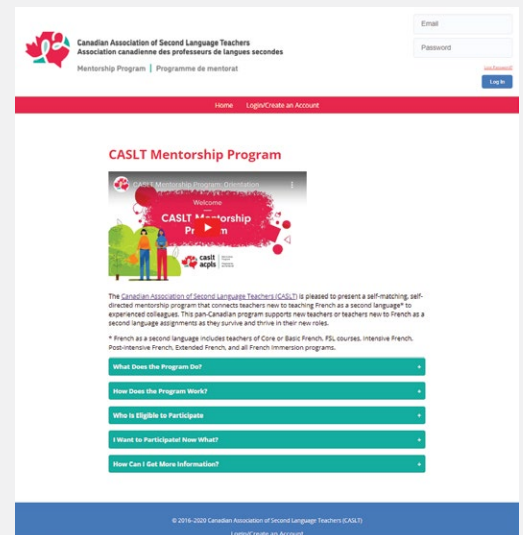 Email
Canadian Association of Second Language Teachers
Association canadienne des professeurs de langues secondes
Password
Mentorship Program | Programme de mentorat
Lost Password?
Log In
Home Login/Create an Account
CASLT Mentorship Program
CASLT Mentorship Program: Orientation
Welcome
CASLT Mentorship
Program
caslt
acpls
The Canadian Association of Second Language Teachers (CASLT) is pleased to present a self-matching, self-
directed mentorship program that connects teachers new to teaching French as a second language* to
experienced colleagues. This pan-Canadian program supports new teachers or teachers new to French as a
second language assignments as they survive and thrive in their new roles.
* French as a second language includes teachers of Core or Basic French, FSL courses, Intensive French,
Post-intensive French, Extended French, and all French Immersion programs.
What Does the Program Do? +
How Does the Program Work? +
Who Is Eligible to Participate +
I Want to Participate! Now What? +
How Can I Get More Information? +
© 2016-2020 Canadian Association of Second Language Teachers (CASLT)
Login/Create an Account